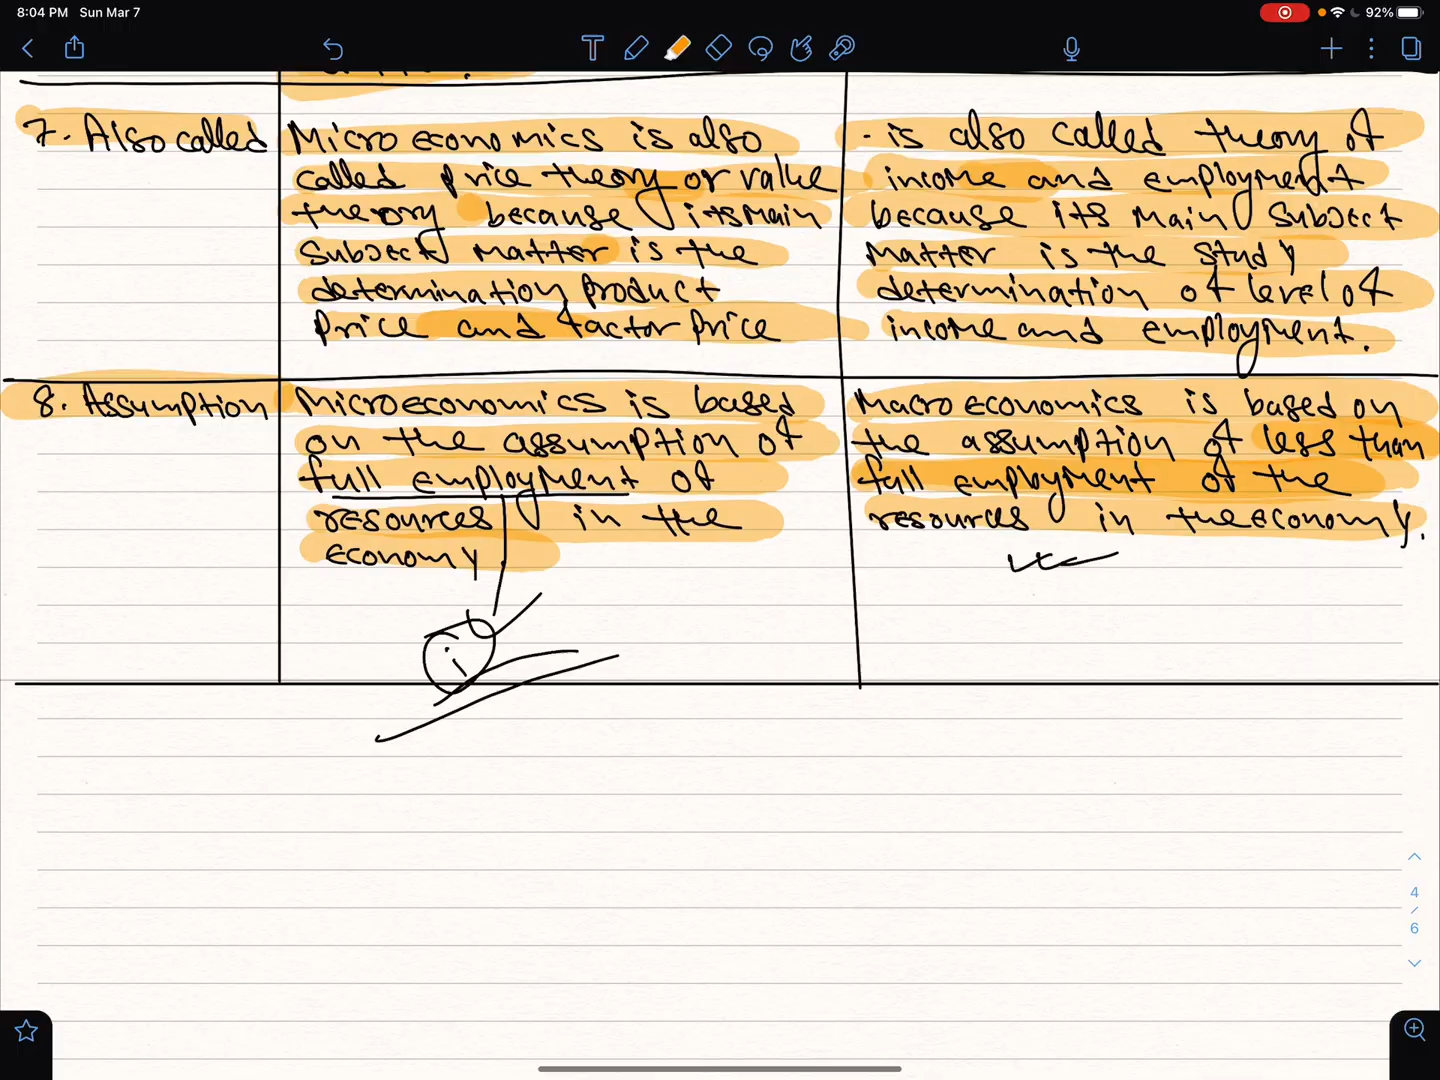 8:04 PM Sun Mar 7
92%
7. Also called
Micro economics is also
called price theory or value
theory because its main
subject matter is the
determination product
price and factor price
- is also called theory of
income and employment
because its main subject
matter is the study
determination of level of
income and employment.
8. Assumption
Microeconomics is based
on the assumption of
full employment of
resources in the
economy
Macro economics is based on
the assumption of less than
full employment of the
resources in the economy.
i
4
/
6